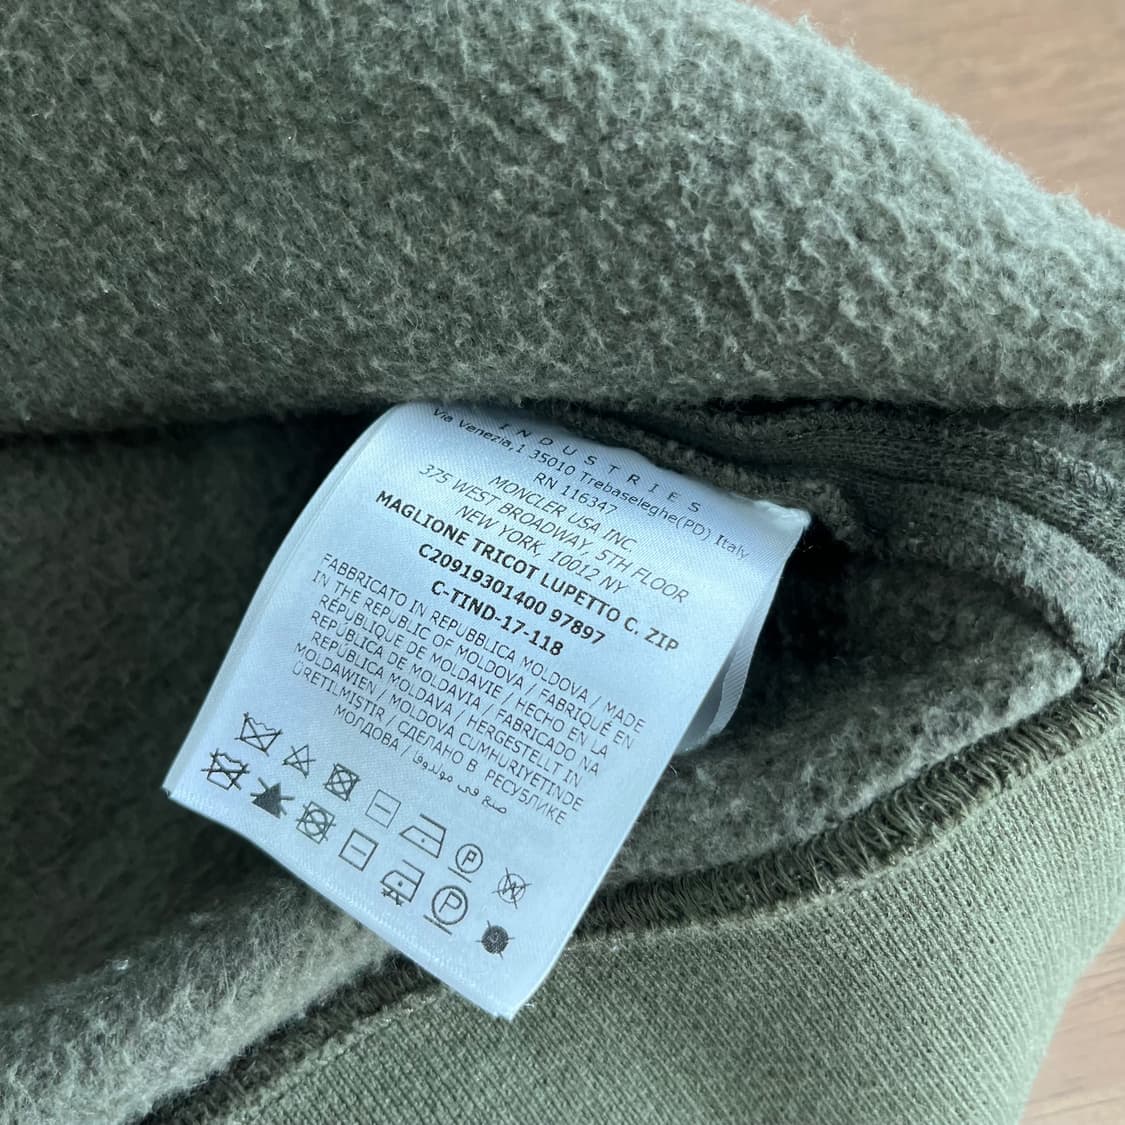 INDUSTRIES
Via Venezia,1 35010 Trebaseleghe(PD) Italy
RN 116347
MONCLER USA INC.
375 WEST BROADWAY, 5TH FLOOR
NEW YORK, 10012 NY
MAGLIONE TRICOT LUPETTO C. ZIP
C20919301400 97897
C-TIND-17-118
FABBRICATO IN REPUBBLICA MOLDOVA / MADE
IN THE REPUBLIC OF MOLDOVA / FABRIQUÉ EN
RÉPUBLIQUE DE MOLDAVIE / HECHO EN LA
REPÚBLICA DE MOLDAVIA / FABRICADO NA
REPÚBLICA MOLDAVA / HERGESTELLT IN
MOLDAWIEN / MOLDOVA CUMHURIYETINDE
ÜRETILMISTIR / СДЕЛАНО В РЕСУБЛИКЕ
МОЛДОВА / صنع في مولدوفا
P W
P A